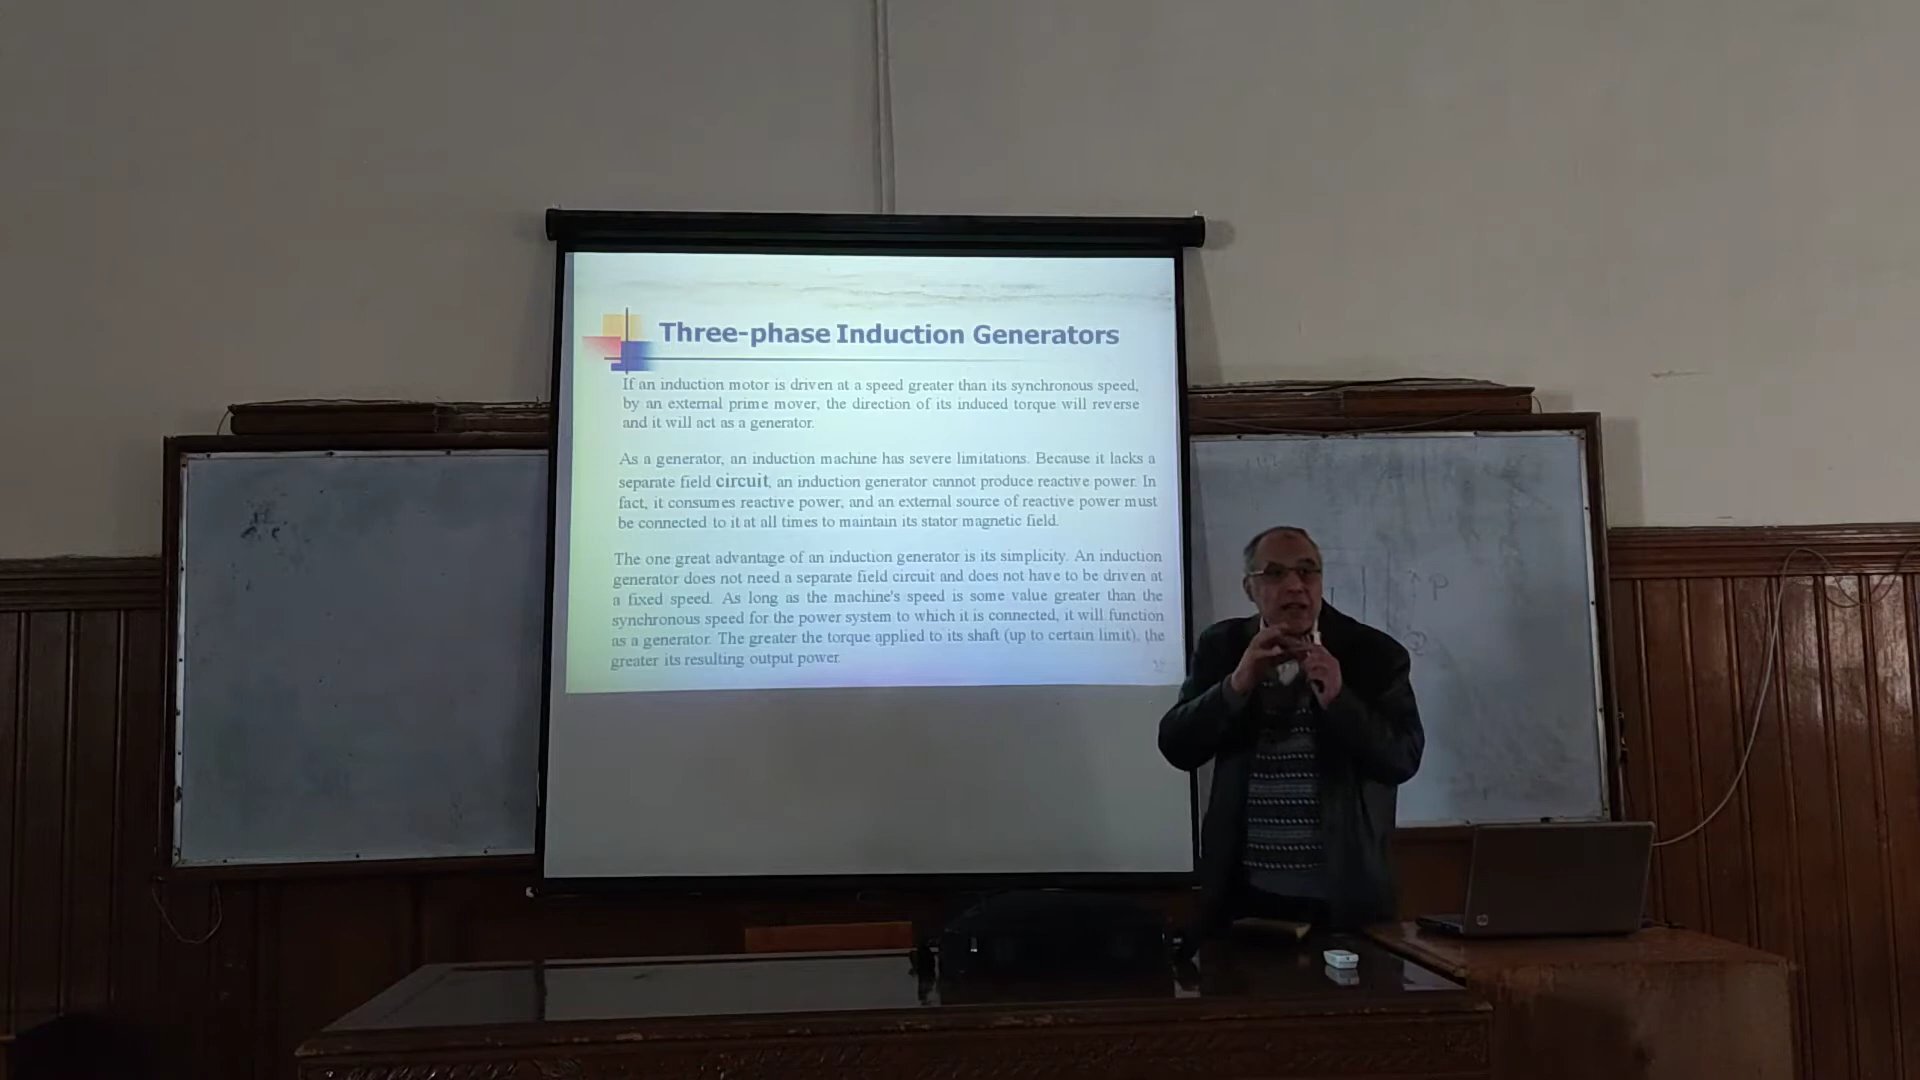 Three-phase Induction Generators
If an induction motor is driven at a speed greater than its synchronous speed,
by an external prime mover, the direction of its induced torque will reverse
and it will act as a generator.
As a generator, an induction machine has severe limitations. Because it lacks a
separate field circuit, an induction generator cannot produce reactive power. In
fact, it consumes reactive power, and an external source of reactive power must
be connected to it at all times to maintain its stator magnetic field.
The one great advantage of an induction generator is its simplicity. An induction
generator does not need a separate field circuit and does not have to be driven at
a fixed speed. As long as the machine's speed is some value greater than the
synchronous speed for the power system to which it is connected, it will function
as a generator. The greater the torque applied to its shaft (up to certain limit), the
greater its resulting output power.
P
hp